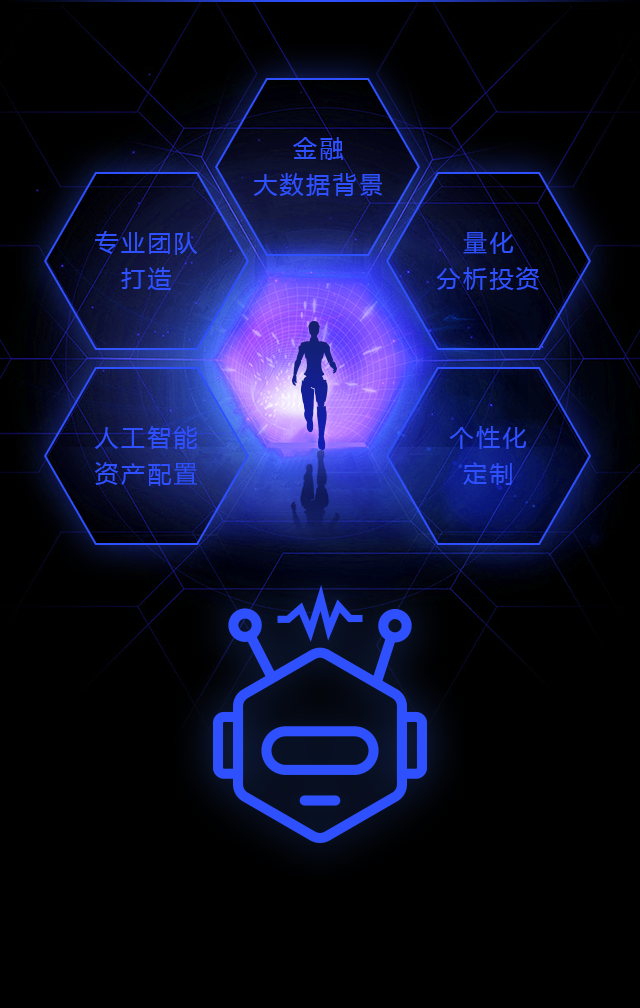 金融
大数据背景
专业团队
打造
量化
分析投资
人工智能
资产配置
个性化
定制